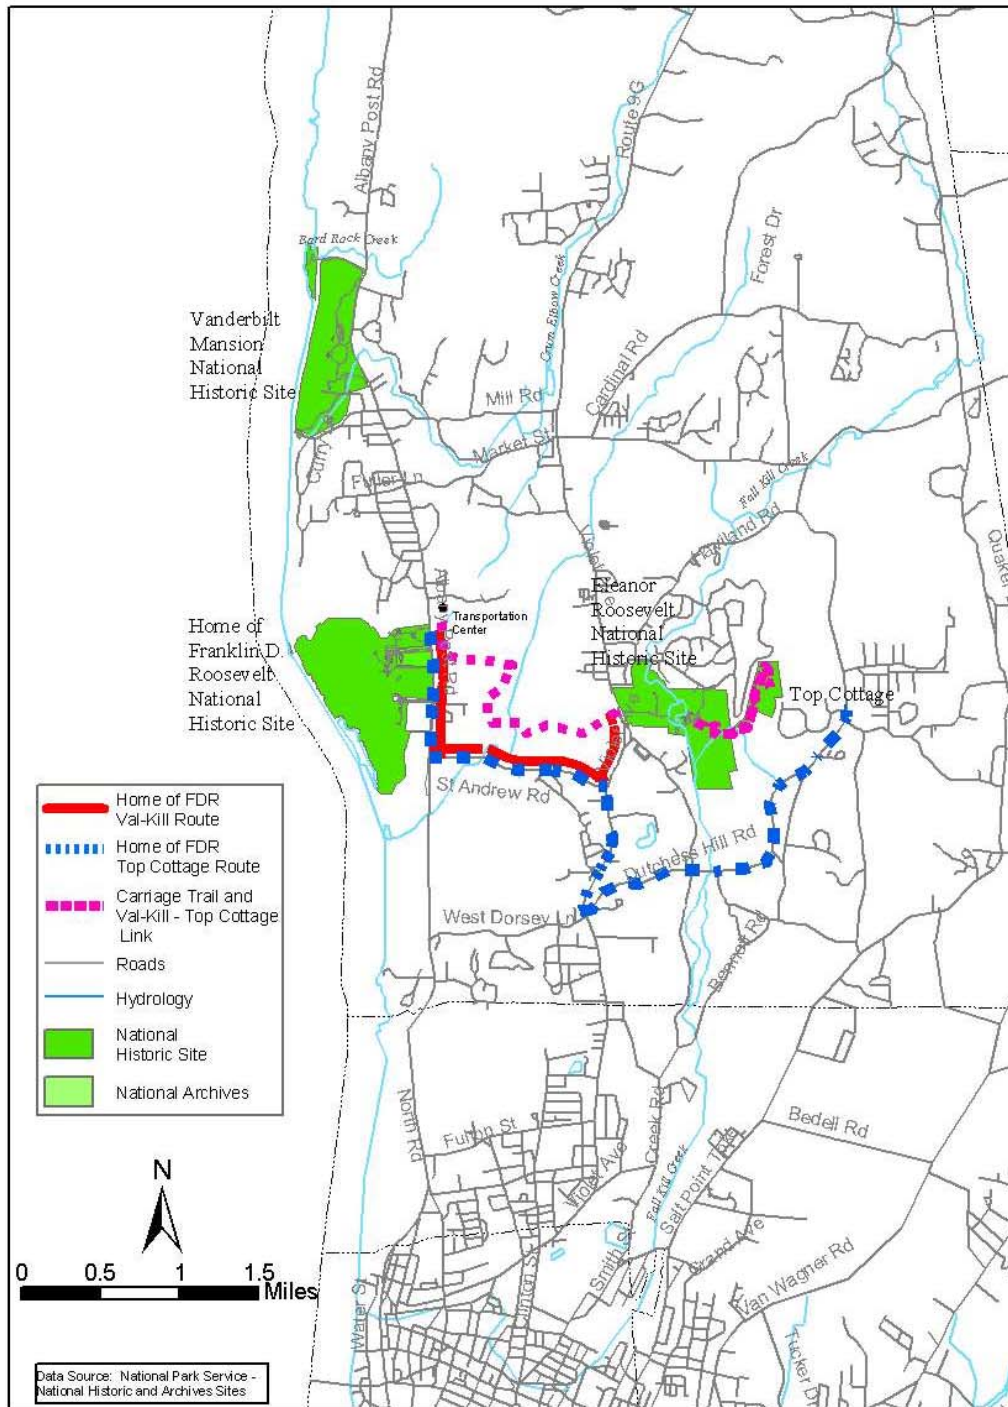 Albany Post Rd
Route 9G
Bard Rock Creek
Forest Dr
Crum Elbow Creek
Vanderbilt
Mansion
National
Historic Site
Cardinal Rd
Mill Rd
Market St
Curry
Fuller Ln
Fall Kill Creek
Haviland Rd
Quaker
Eleanor
Roosevelt
National
Historic Site
Transportation
Center
Home of
Franklin D.
Roosevelt
National
Historic Site
Top Cottage
St Andrew Rd
Dutchess Hill Rd
West Dorsey Ln
Bennett Rd
Home of FDR
Val-Kill Route
Home of FDR
Top Cottage Route
Carriage Trail and
Val-Kill - Top Cottage
Link
Roads
Hydrology
National
Historic Site
National Archives
North Rd
Fulton St
Violet Ave
Creek Rd
Fall Kill Creek
Salt Point Tpke
Bedell Rd
Smith St
Grand Ave
Van Wagner Rd
Clinton St
Water St
Tucker Dr
N
0 0.5 1 1.5
Miles
Data Source: National Park Service -
National Historic and Archives Sites